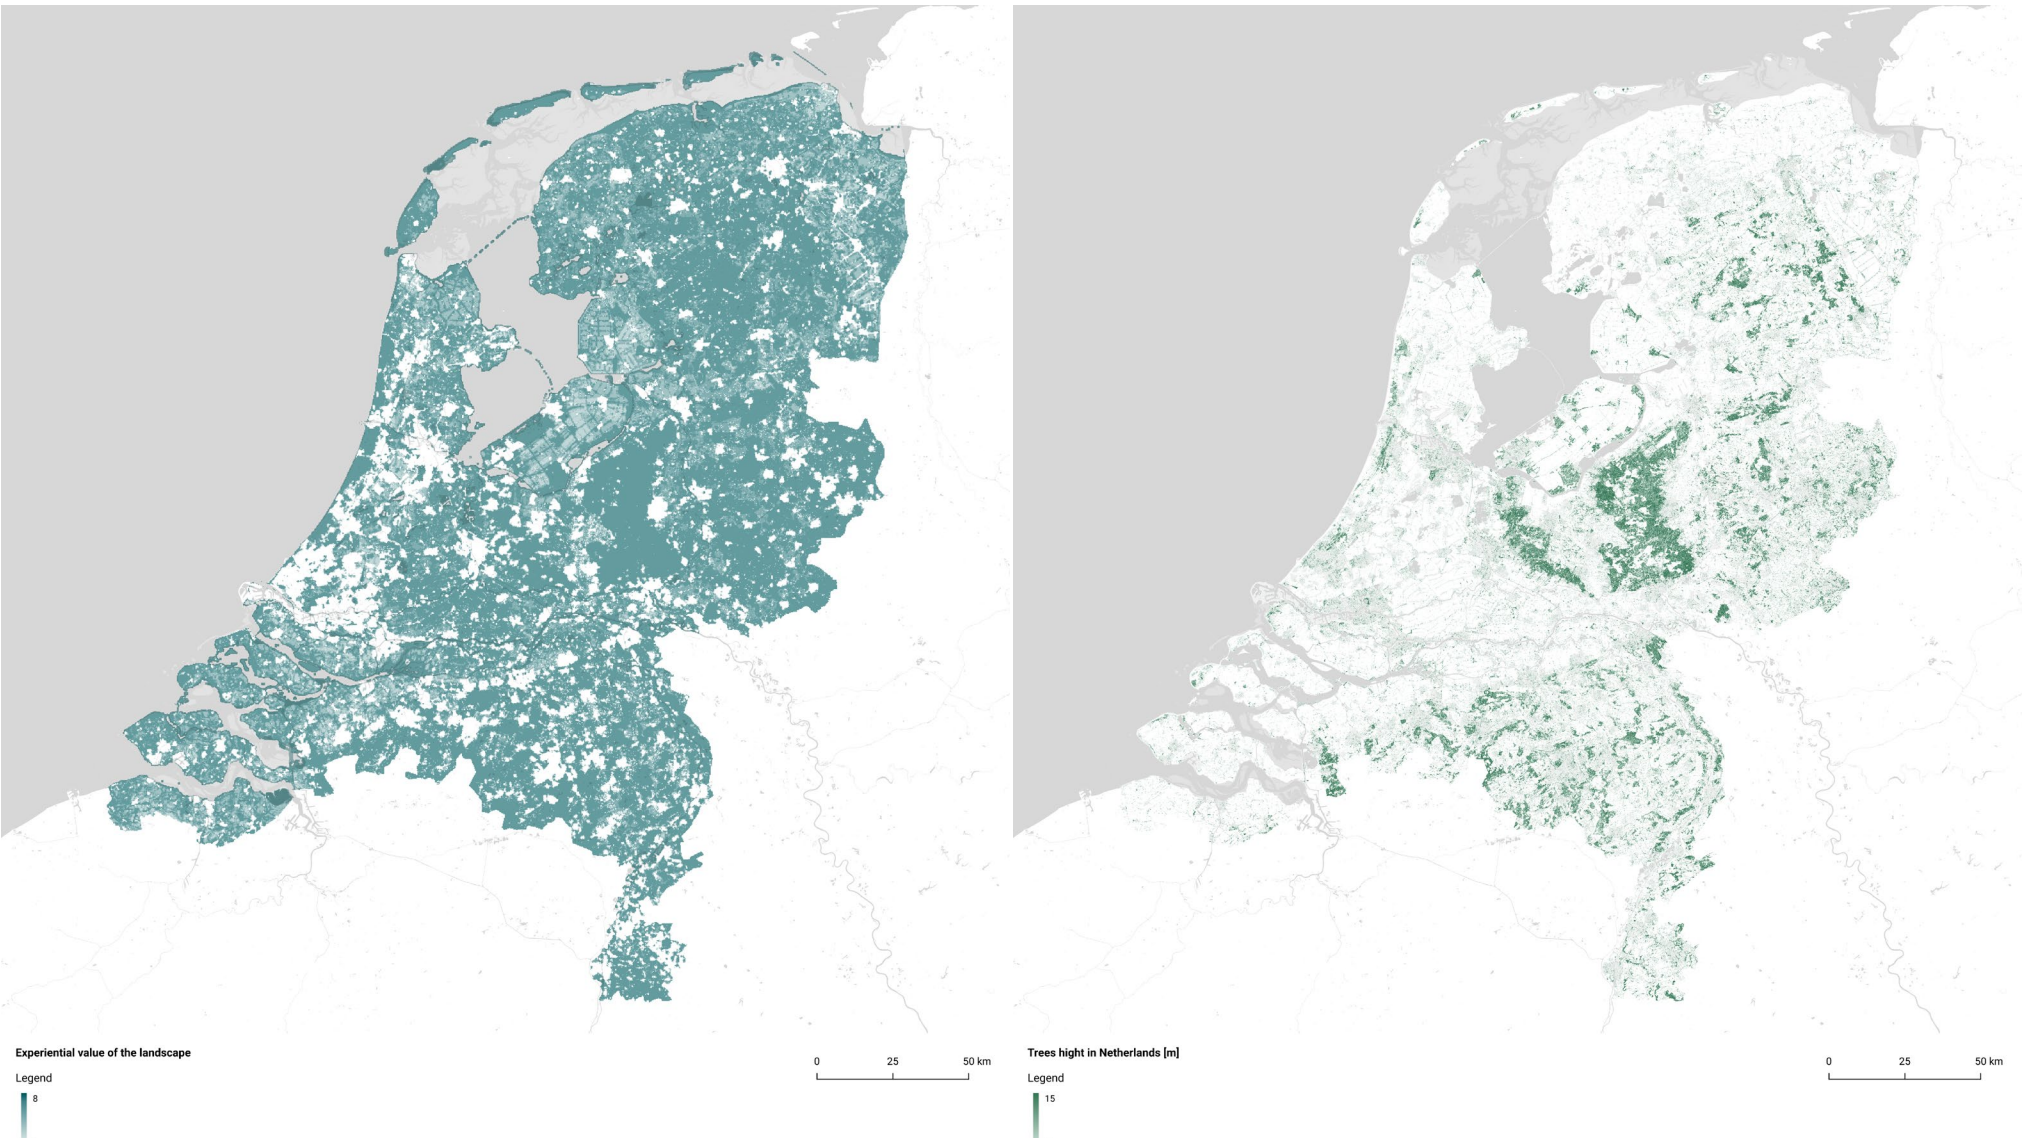 Experiential value of the landscape
Legend
8
0 25 50 km
Trees hight in Netherlands [m]
Legend
15
0 25 50 km